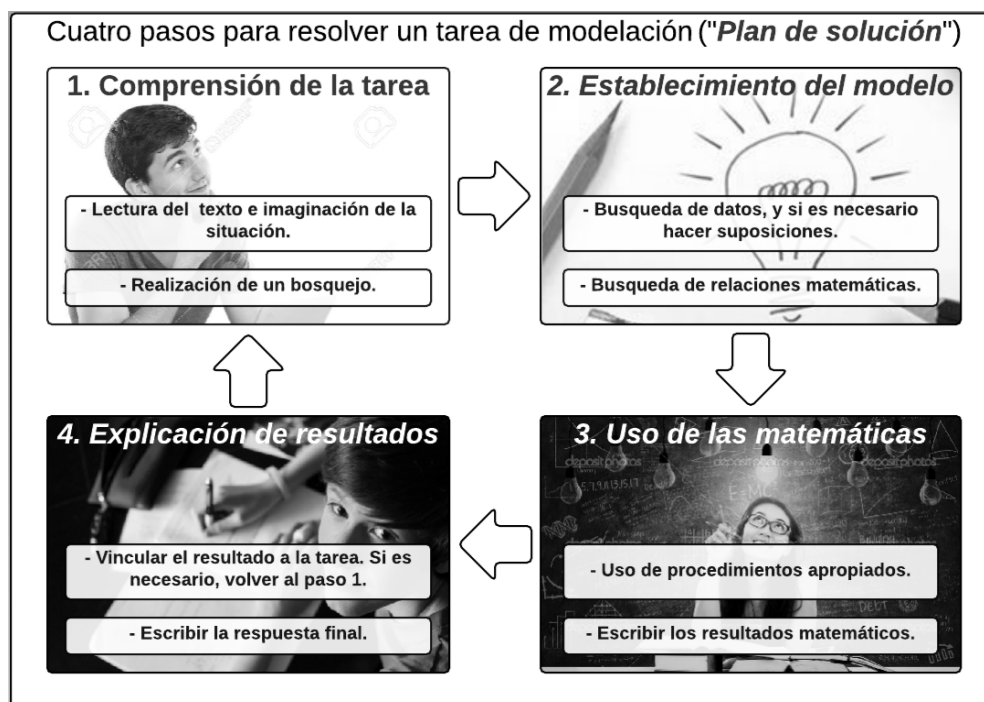 Cuatro pasos para resolver un tarea de modelación ("Plan de solución")
1. Comprensión de la tarea
- Lectura del texto e imaginación de la
situación.
- Realización de un bosquejo.
2. Establecimiento del modelo
- Busqueda de datos, y si es necesario
hacer suposiciones.
- Busqueda de relaciones matemáticas.
3. Uso de las matemáticas
depositphotos
depositphotos
depositphotos
- Uso de procedimientos apropiados.
DEBT
- Escribir los resultados matemáticos.
4. Explicación de resultados
- Vincular el resultado a la tarea. Si es
necesario, volver al paso 1.
- Escribir la respuesta final.